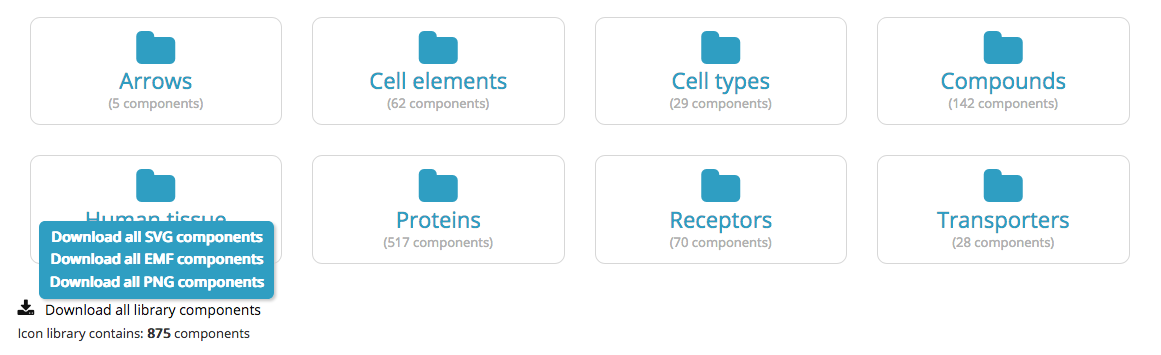 Arrows
(5 components)
Cell elements
(62 components)
Cell types
(29 components)
Compounds
(142 components)
Human tissue
Proteins
(517 components)
Receptors
(70 components)
Transporters
(28 components)
Download all SVG components
Download all EMF components
Download all PNG components
Download all library components
Icon library contains: 875 components